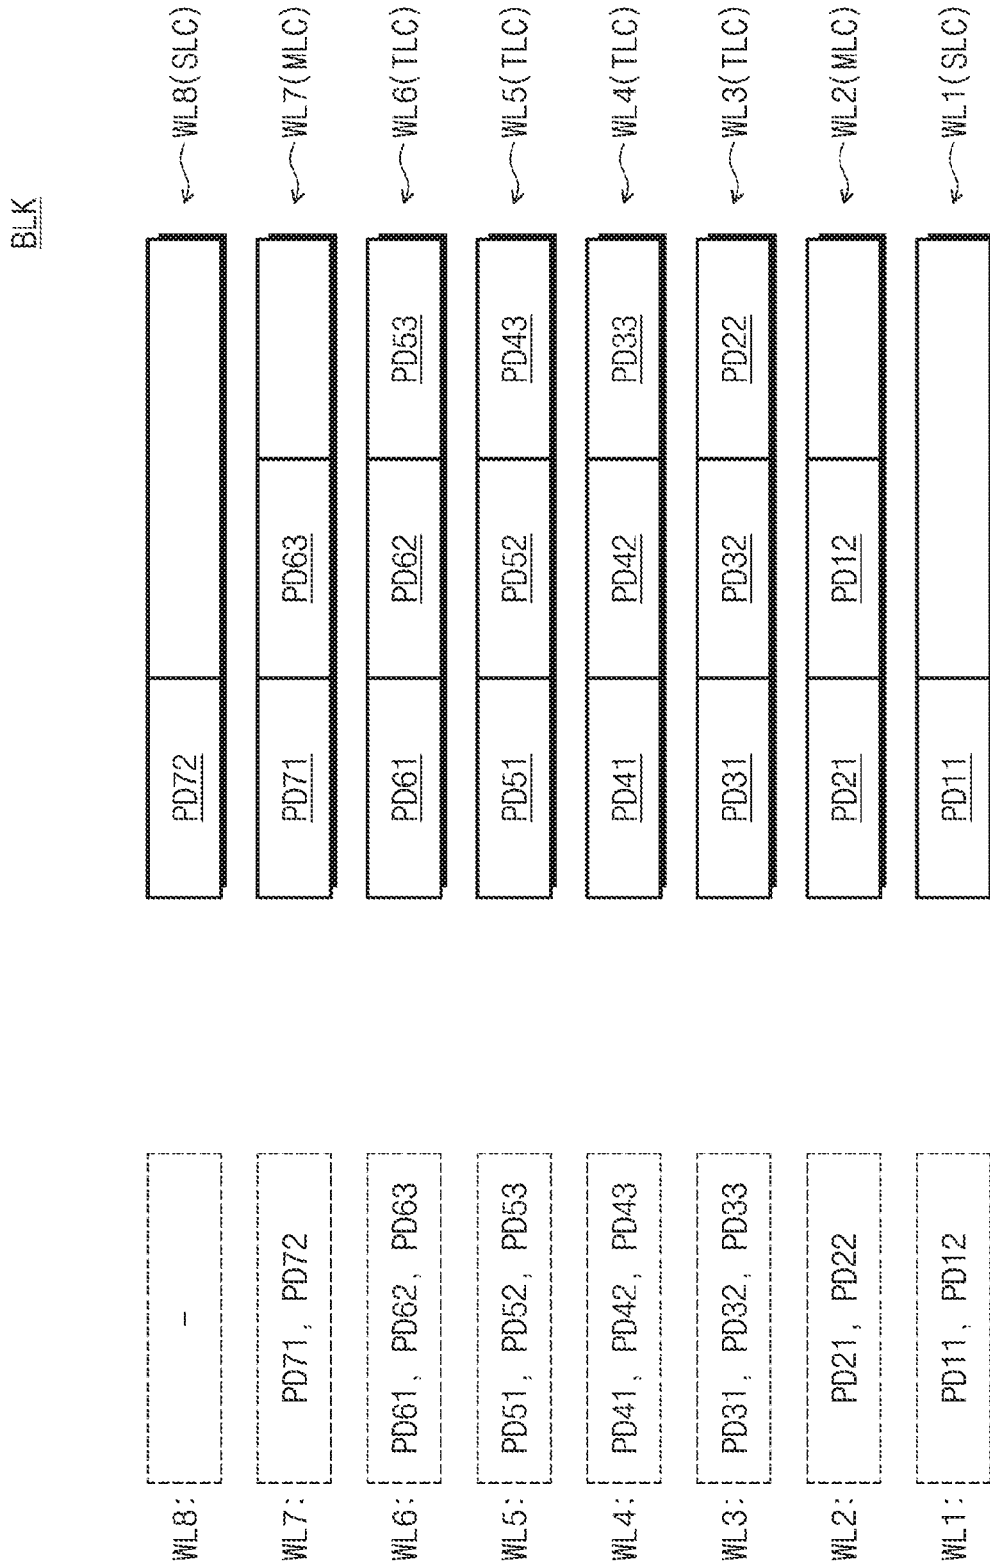 BLK
WL8: - PD72 WL8(SLC)
WL7: PD71, PD72 PD71 PD63 WL7(MLC)
WL6: PD61, PD62, PD63 PD61 PD62 PD53 WL6(TLC)
WL5: PD51, PD52, PD53 PD51 PD52 PD43 WL5(TLC)
WL4: PD41, PD42, PD43 PD41 PD42 PD33 WL4(TLC)
WL3: PD31, PD32, PD33 PD31 PD32 PD22 WL3(TLC)
WL2: PD21, PD22 PD21 PD12 WL2(MLC)
WL1: PD11, PD12 PD11 WL1(SLC)